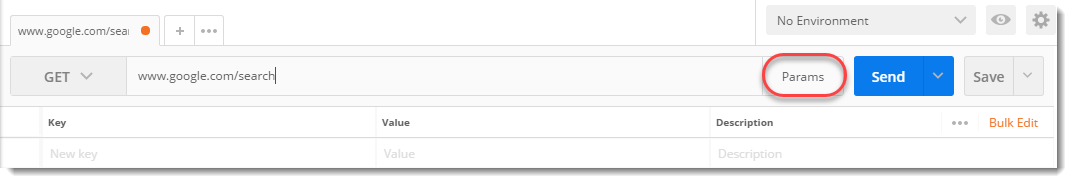 www.google.com/sear
No Environment
GET www.google.com/search Params Send Save
Key Value Description Bulk Edit
New key Value Description